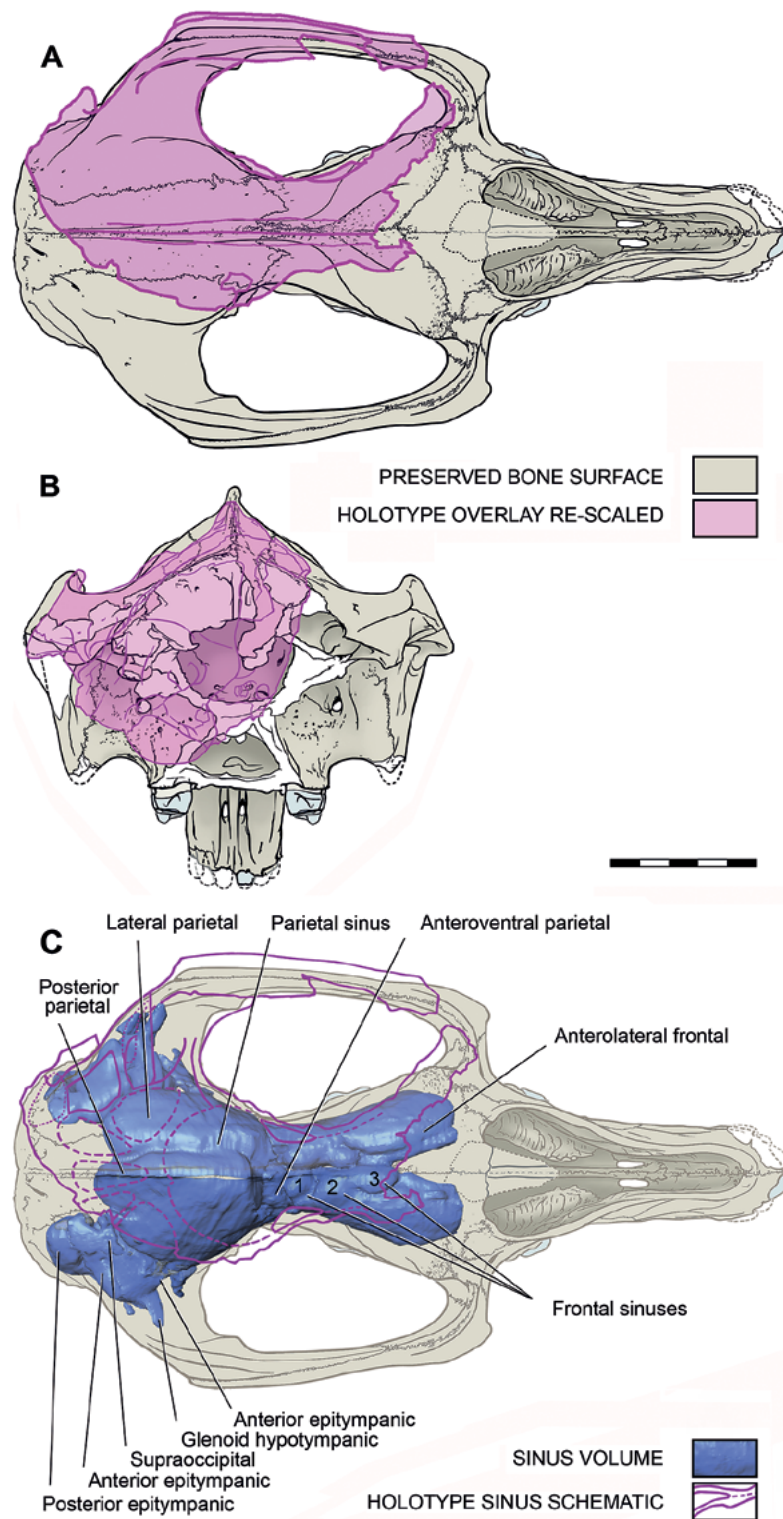 A
PRESERVED BONE SURFACE
B
HOLOTYPE OVERLAY RE-SCALED
C
Lateral parietal
Parietal sinus
Anteroventral parietal
Posterior
parietal
Anterolateral frontal
1 2 3
Frontal sinuses
Anterior epitympanic
Glenoid hypotympanic
Supraoccipital
Anterior epitympanic
Posterior epitympanic
SINUS VOLUME
HOLOTYPE SINUS SCHEMATIC